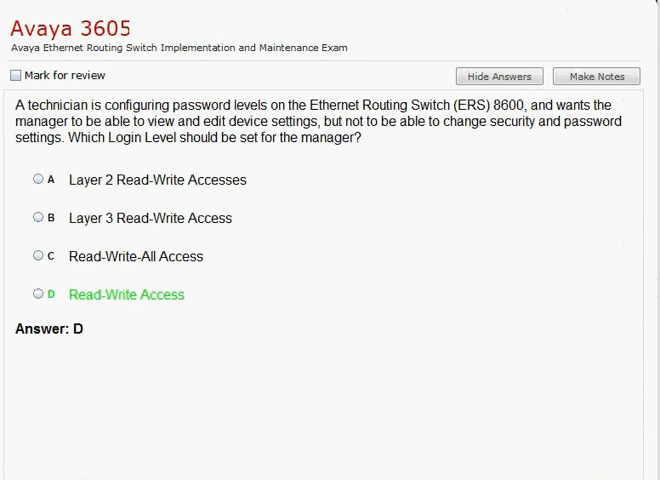 Avaya 3605
Avaya Ethernet Routing Switch Implementation and Maintenance Exam
Mark for review
Hide Answers
Make Notes
A technician is configuring password levels on the Ethernet Routing Switch (ERS) 8600, and wants the
manager to be able to view and edit device settings, but not to be able to change security and password
settings. Which Login Level should be set for the manager?
A Layer 2 Read-Write Accesses
B Layer 3 Read-Write Access
C Read-Write-All Access
D Read-Write Access
Answer: D